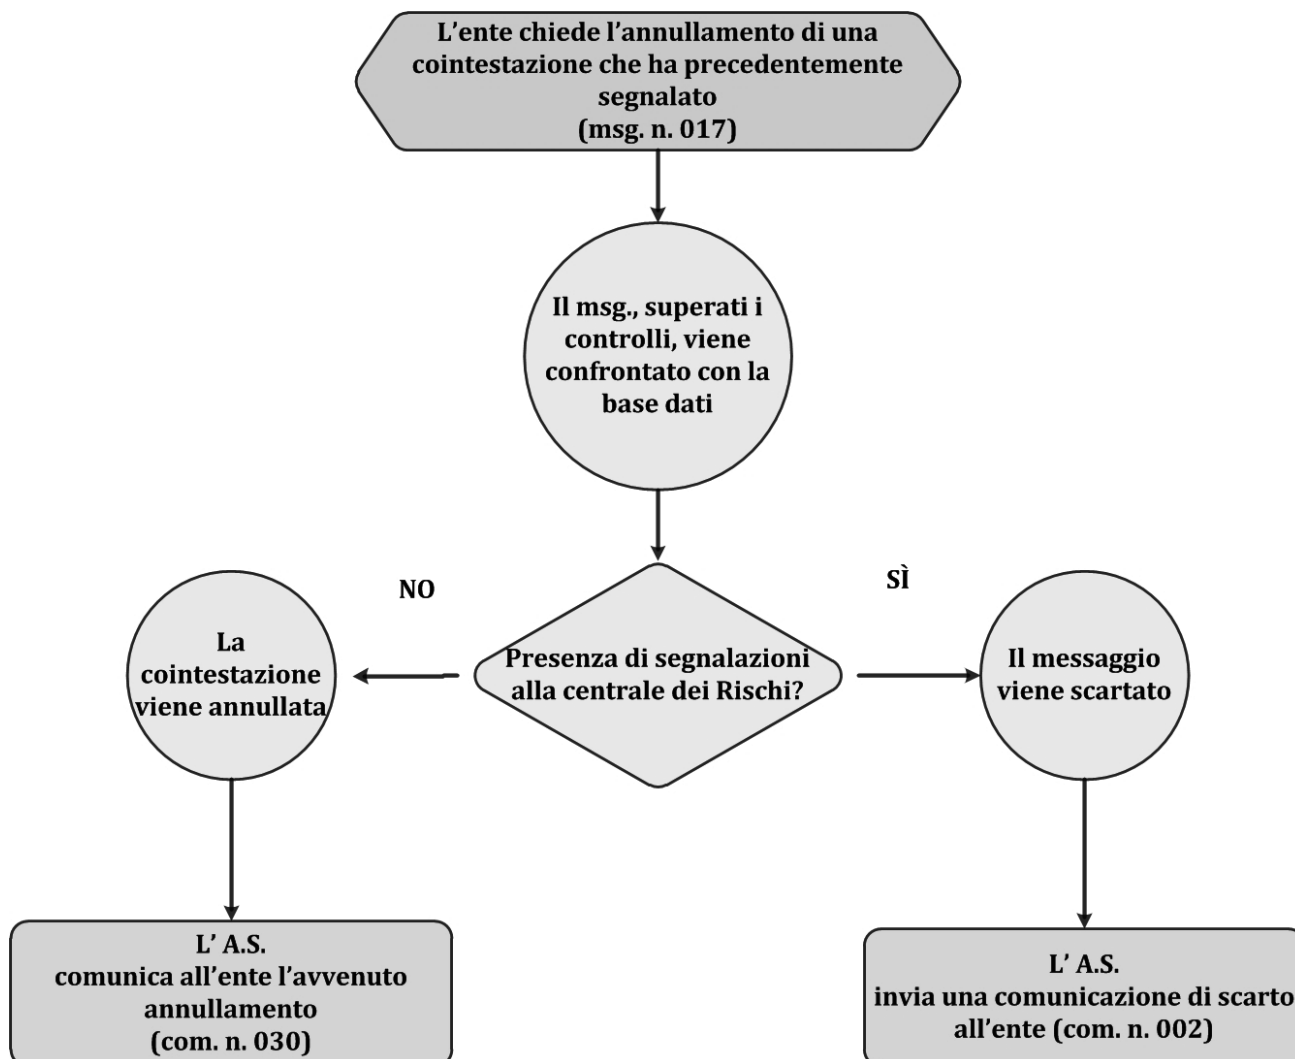 L’ente chiede l’annullamento di una
cointestazione che ha precedentemente
segnalato
(msg. n. 017)
Il msg., superati i
controlli, viene
confrontato con la
base dati
NO
SÌ
La
cointestazione
viene annullata
Presenza di segnalazioni
alla centrale dei Rischi?
Il messaggio
viene scartato
L’ A.S.
comunica all’ente l’avvenuto
annullamento
(com. n. 030)
L’ A.S.
invia una comunicazione di scarto
all’ente (com. n. 002)